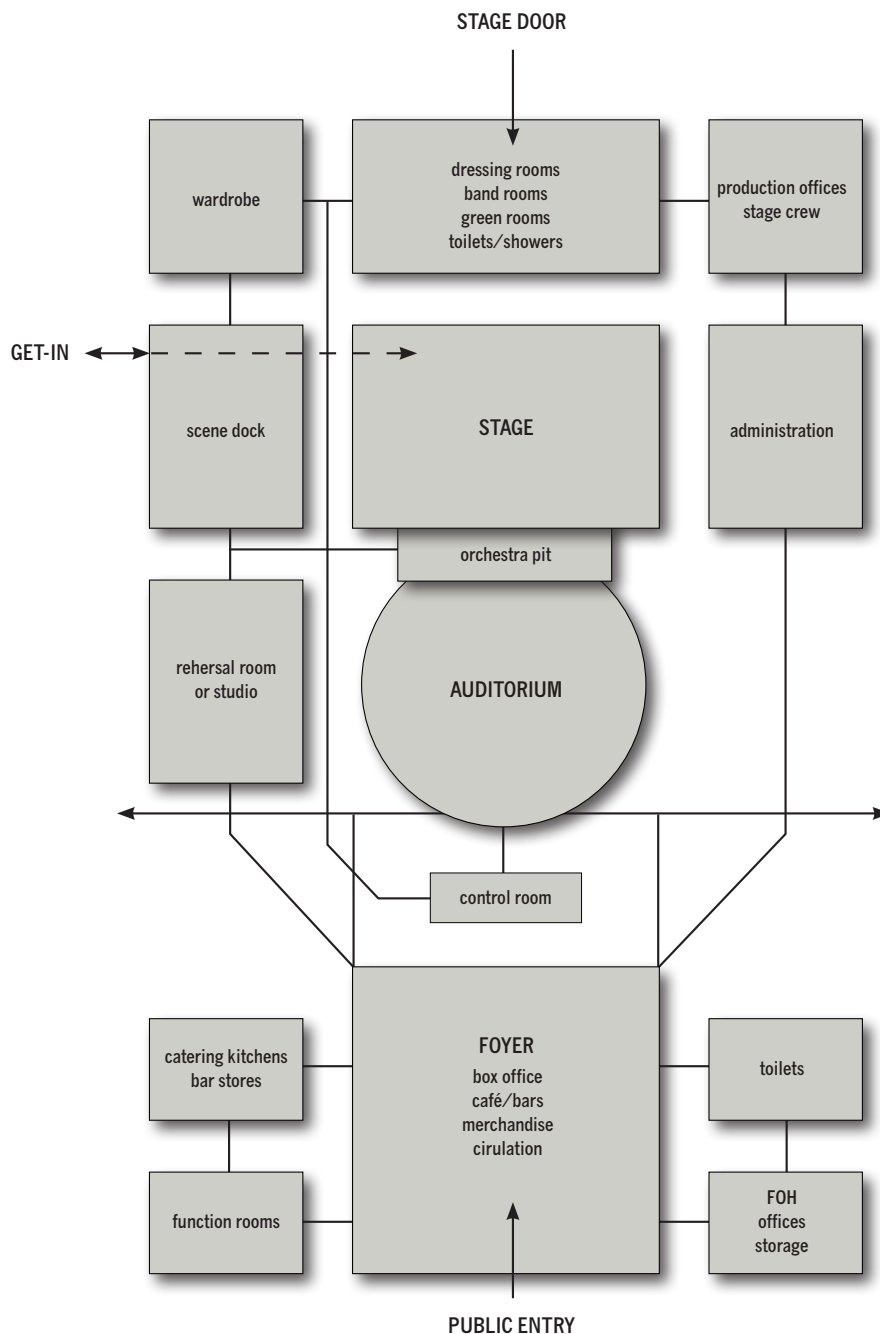 STAGE DOOR
wardrobe
dressing rooms
band rooms
green rooms
toilets/showers
production offices
stage crew
GET-IN
scene dock
STAGE
administration
orchestra pit
rehersal room
or studio
AUDITORIUM
control room
catering kitchens
bar stores
FOYER
box office
café/bars
merchandise
cirulation
toilets
function rooms
FOH
offices
storage
PUBLIC ENTRY